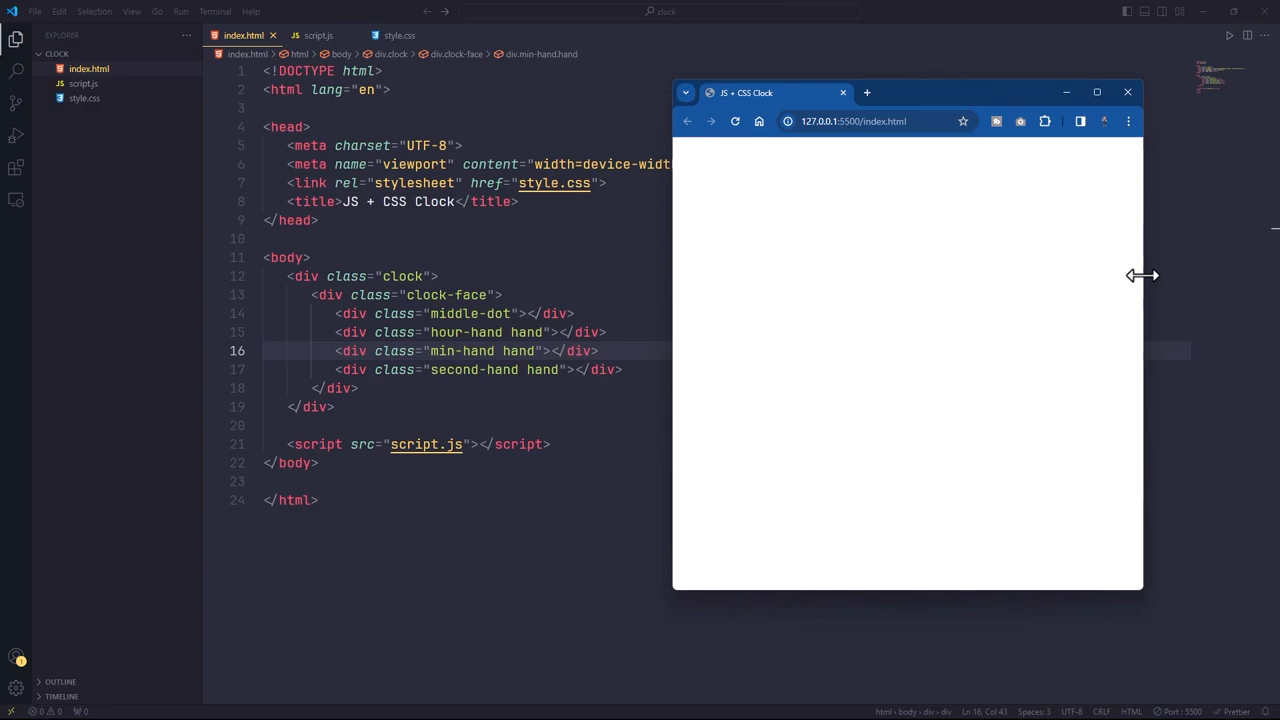 File Edit Selection View Go Run Terminal Help
clock
EXPLORER
CLOCK
index.html
script.js
style.css
OUTLINE
TIMELINE
index.html
script.js
style.css
index.html > html > body > div.clock > div.clock-face > div.min-hand.hand
1 <!DOCTYPE html>
2 <html lang="en">
3
4 <head>
5 <meta charset="UTF-8">
6 <meta name="viewport" content="width=device-widt
7 <link rel="stylesheet" href="style.css">
8 <title>JS + CSS Clock</title>
9 </head>
10
11 <body>
12 <div class="clock">
13 <div class="clock-face">
14 <div class="middle-dot"></div>
15 <div class="hour-hand hand"></div>
16 <div class="min-hand hand"></div>
17 <div class="second-hand hand"></div>
18 </div>
19 </div>
20
21 <script src="script.js"></script>
22 </body>
23
24 </html>
JS + CSS Clock
127.0.0.1:5500/index.html
1
0 0 0
html > body > div > div Ln 16, Col 43 Spaces: 3 UTF-8 CRLF HTML Port : 5500 Prettier